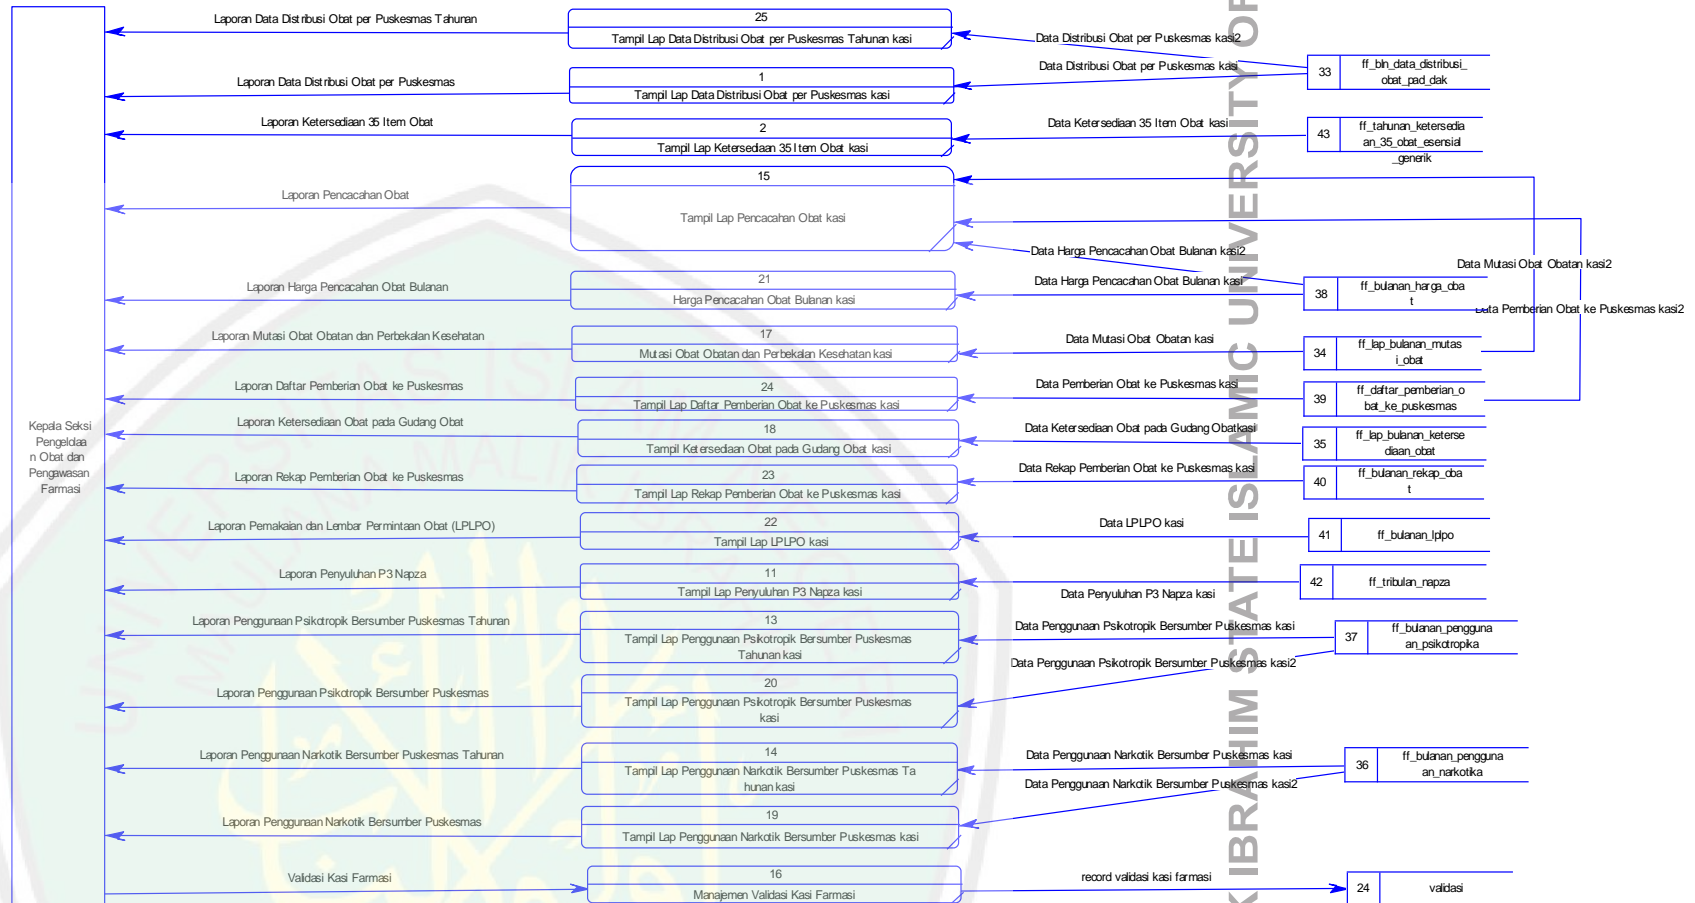 Laporan Data Distribusi Obat per Puskesmas Tahunan
25
Tampil Lap Data Distribusi Obat per Puskesmas Tahunan kasi
Data Distribusi Obat per Puskesmas kasi2
33
ff_bln_data_distribusi_
obat_pad_dak
Laporan Data Distribusi Obat per Puskesmas
1
Tampil Lap Data Distribusi Obat per Puskesmas kasi
Data Distribusi Obat per Puskesmas kasi
Laporan Ketersediaan 35 Item Obat
2
Tampil Lap Ketersediaan 35 Item Obat kasi
Data Ketersediaan 35 Item Obat kasi
43
ff_tahunan_ketersedia
an_35_obat_esensial
_generik
Laporan Pencacahan Obat
15
Tampil Lap Pencacahan Obat kasi
Data Harga Pencacahan Obat Bulanan kasi2
Data Mutasi Obat Obatan kasi2
Laporan Harga Pencacahan Obat Bulanan
21
Harga Pencacahan Obat Bulanan kasi
Data Harga Pencacahan Obat Bulanan kasi
38
ff_bulanan_harga_oba
t
Data Pemberian Obat ke Puskesmas kasi2
Laporan Mutasi Obat Obatan dan Perbekalan Kesehatan
17
Mutasi Obat Obatan dan Perbekalan Kesehatan kasi
Data Mutasi Obat Obatan kasi
34
ff_lap_bulanan_mutas
i_obat
Laporan Daftar Pemberian Obat ke Puskesmas
24
Tampil Lap Daftar Pemberian Obat ke Puskesmas kasi
Data Pemberian Obat ke Puskesmas kasi
39
ff_daftar_pemberian_o
bat_ke_puskesmas
Kepala Seksi
Pengelolaa
n Obat dan
Pengawasan
Farmasi
Laporan Ketersediaan Obat pada Gudang Obat
18
Tampil Ketersediaan Obat pada Gudang Obat kasi
Data Ketersediaan Obat pada Gudang Obatkasi
35
ff_lap_bulanan_keterse
diaan_obat
Laporan Rekap Pemberian Obat ke Puskesmas
23
Tampil Lap Rekap Pemberian Obat ke Puskesmas kasi
Data Rekap Pemberian Obat ke Puskesmas kasi
40
ff_bulanan_rekap_oba
t
Laporan Pemakaian dan Lembar Permintaan Obat (LPLPO)
22
Tampil Lap LPLPO kasi
Data LPLPO kasi
41
ff_bulanan_lplpo
Laporan Penyuluhan P3 Napza
11
Tampil Lap Penyuluhan P3 Napza kasi
Data Penyuluhan P3 Napza kasi
42
ff_tribulan_napza
Laporan Penggunaan Psikotropik Bersumber Puskesmas Tahunan
13
Tampil Lap Penggunaan Psikotropik Bersumber Puskesmas
Tahunan kasi
Data Penggunaan Psikotropik Bersumber Puskesmas kasi
37
ff_bulanan_pengguna
an_psikotropika
Data Penggunaan Psikotropik Bersumber Puskesmas kasi2
Laporan Penggunaan Psikotropik Bersumber Puskesmas
20
Tampil Lap Penggunaan Psikotropik Bersumber Puskesmas
kasi
Laporan Penggunaan Narkotik Bersumber Puskesmas Tahunan
14
Tampil Lap Penggunaan Narkotik Bersumber Puskesmas Ta
hunan kasi
Data Penggunaan Narkotik Bersumber Puskesmas kasi
36
ff_bulanan_pengguna
an_narkotika
Data Penggunaan Narkotik Bersumber Puskesmas kasi2
Laporan Penggunaan Narkotik Bersumber Puskesmas
19
Tampil Lap Penggunaan Narkotik Bersumber Puskesmas kasi
Validasi Kasi Farmasi
16
Manajemen Validasi Kasi Farmasi
record validasi kasi farmasi
24
validasi
K IBRAHIM STATE ISLAMIC UNIVERSITY OF